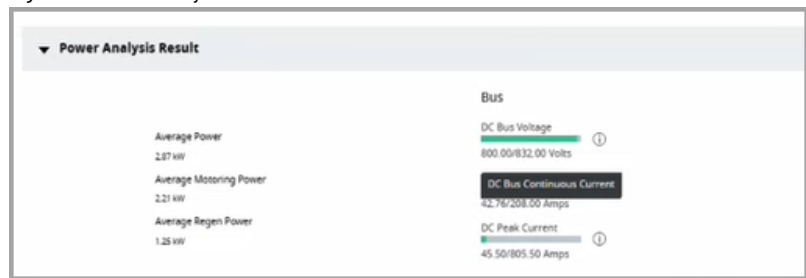 Power Analysis Result
Bus
Average Power
2.87 kW
Average Motoring Power
2.21 kW
Average Regen Power
1.25 kW
DC Bus Voltage
800.00/832.00 Volts
DC Bus Continuous Current
42.76/208.00 Amps
DC Peak Current
45.50/805.50 Amps